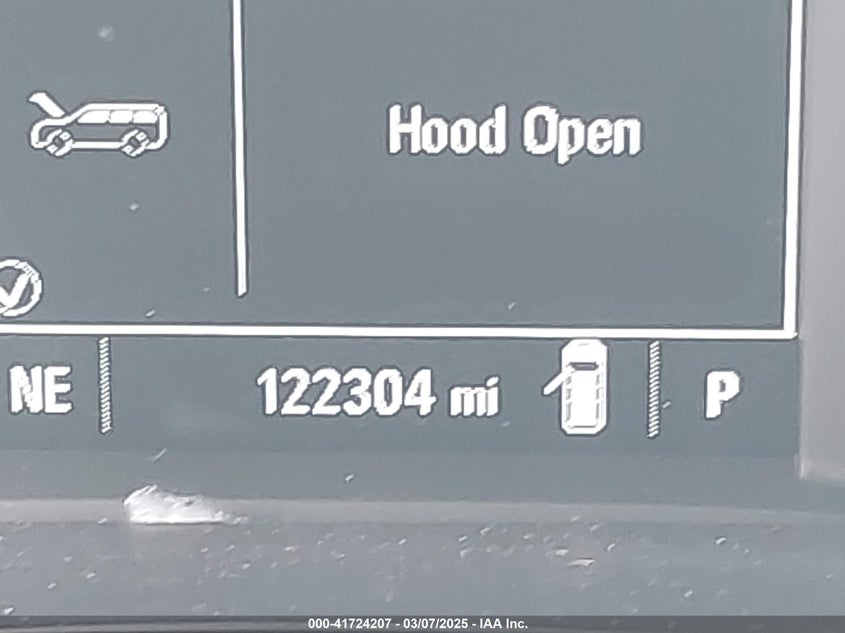 Hood Open
NE 122304 mi P
000-41724207 - 03/07/2025 - IAA Inc.